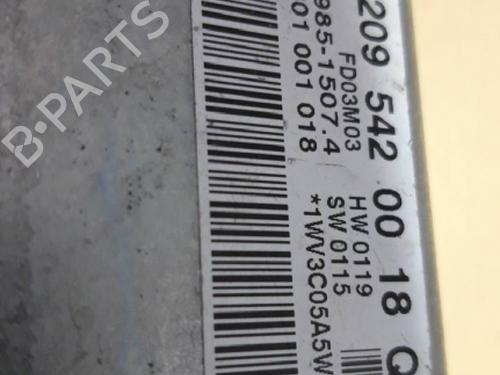 209 542 00 18 Q
FD03M03
HW 0119
985-1507.4
SW 0115
01 001 018
*1WV3C05A5W
B-PARTS